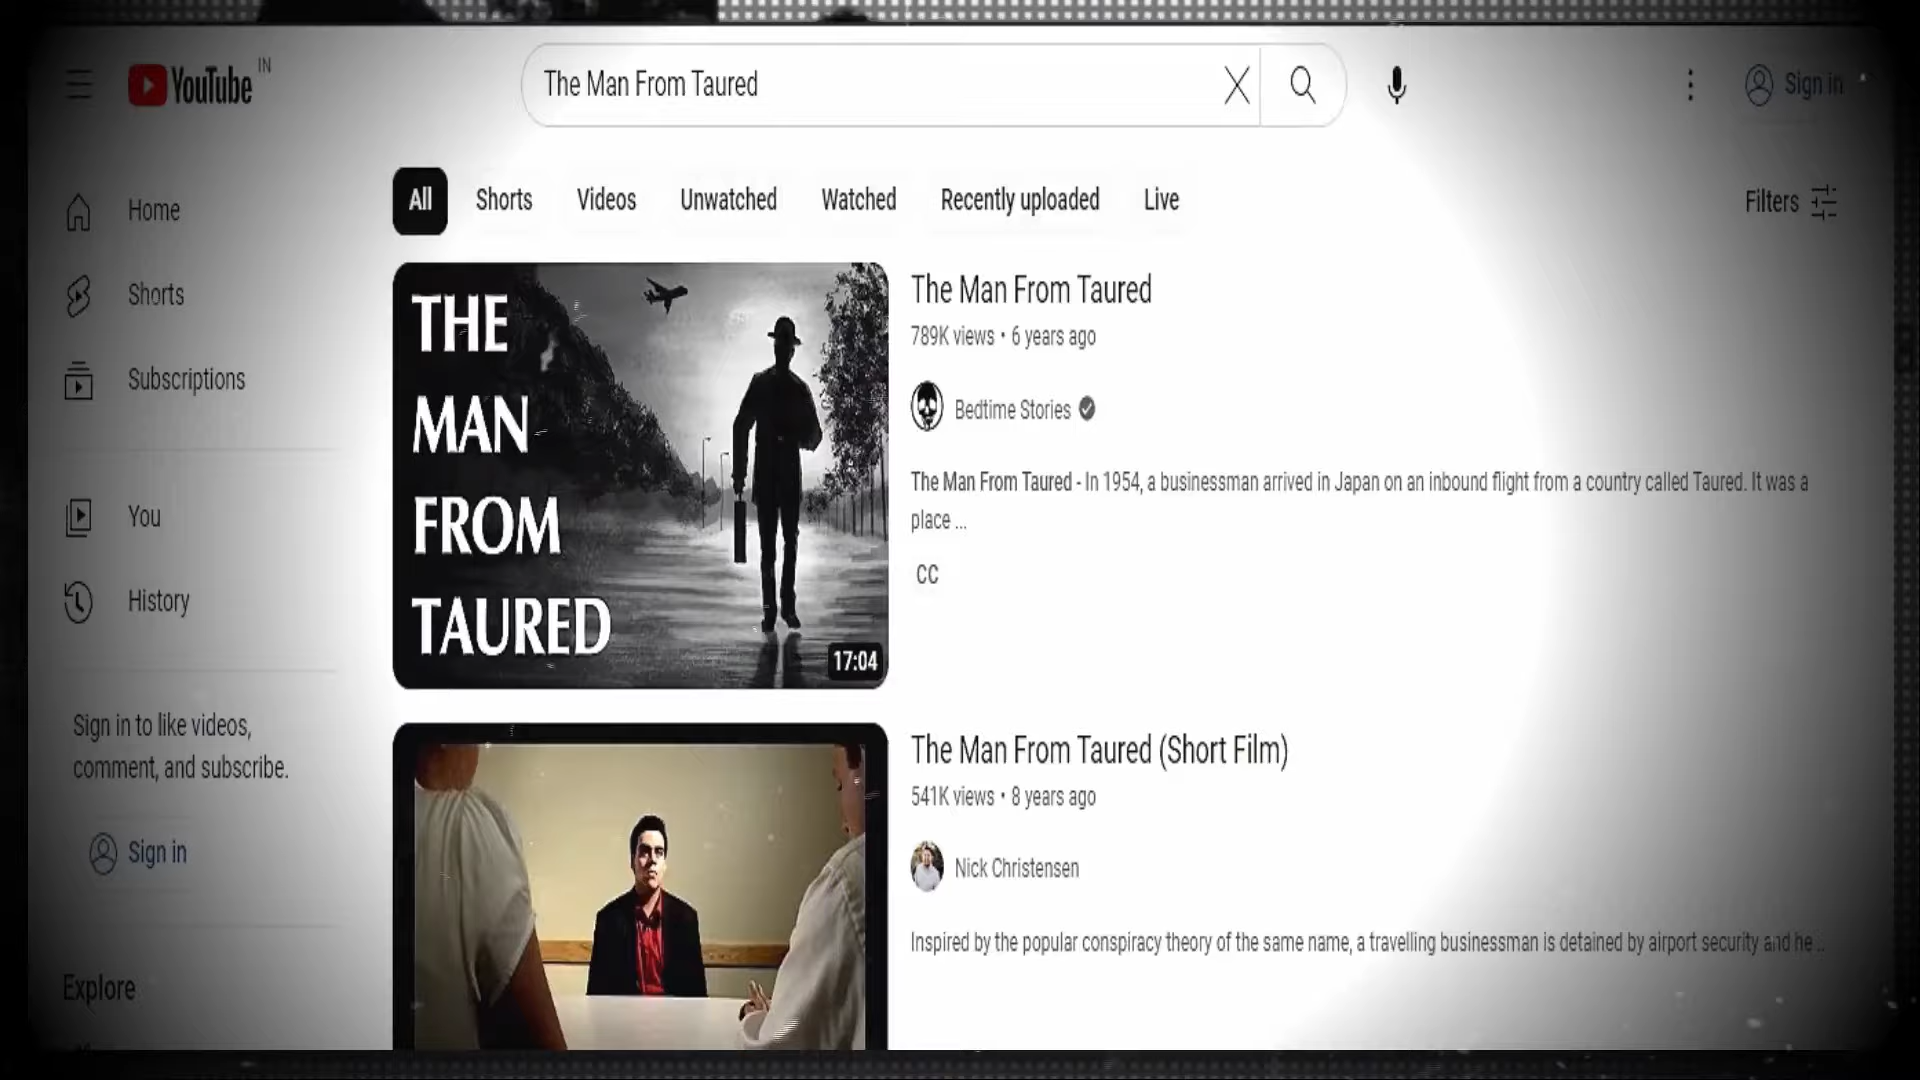 YouTube IN
The Man From Taured
Sign in
Home
Shorts
Subscriptions
You
History
Sign in to like videos,
comment, and subscribe.
Sign in
Explore
All
Shorts
Videos
Unwatched
Watched
Recently uploaded
Live
Filters
THE
MAN
FROM
TAURED
17:04
The Man From Taured
789K views • 6 years ago
Bedtime Stories
The Man From Taured - In 1954, a businessman arrived in Japan on an inbound flight from a country called Taured. It was a
place ...
CC
The Man From Taured (Short Film)
541K views • 8 years ago
Nick Christensen
Inspired by the popular conspiracy theory of the same name, a travelling businessman is detained by airport security and he ...